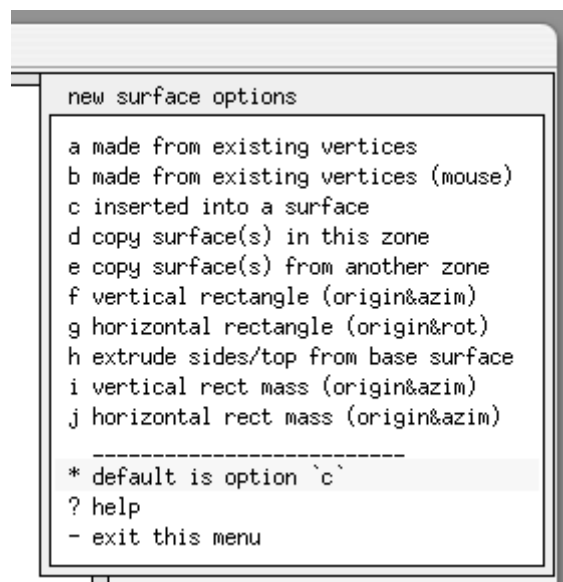 new surface options
a made from existing vertices
b made from existing vertices (mouse)
c inserted into a surface
d copy surface(s) in this zone
e copy surface(s) from another zone
f vertical rectangle (origin&azim)
g horizontal rectangle (origin&rot)
h extrude sides/top from base surface
i vertical rect mass (origin&azim)
j horizontal rect mass (origin&azim)
__________________________
* default is option `c`
? help
- exit this menu